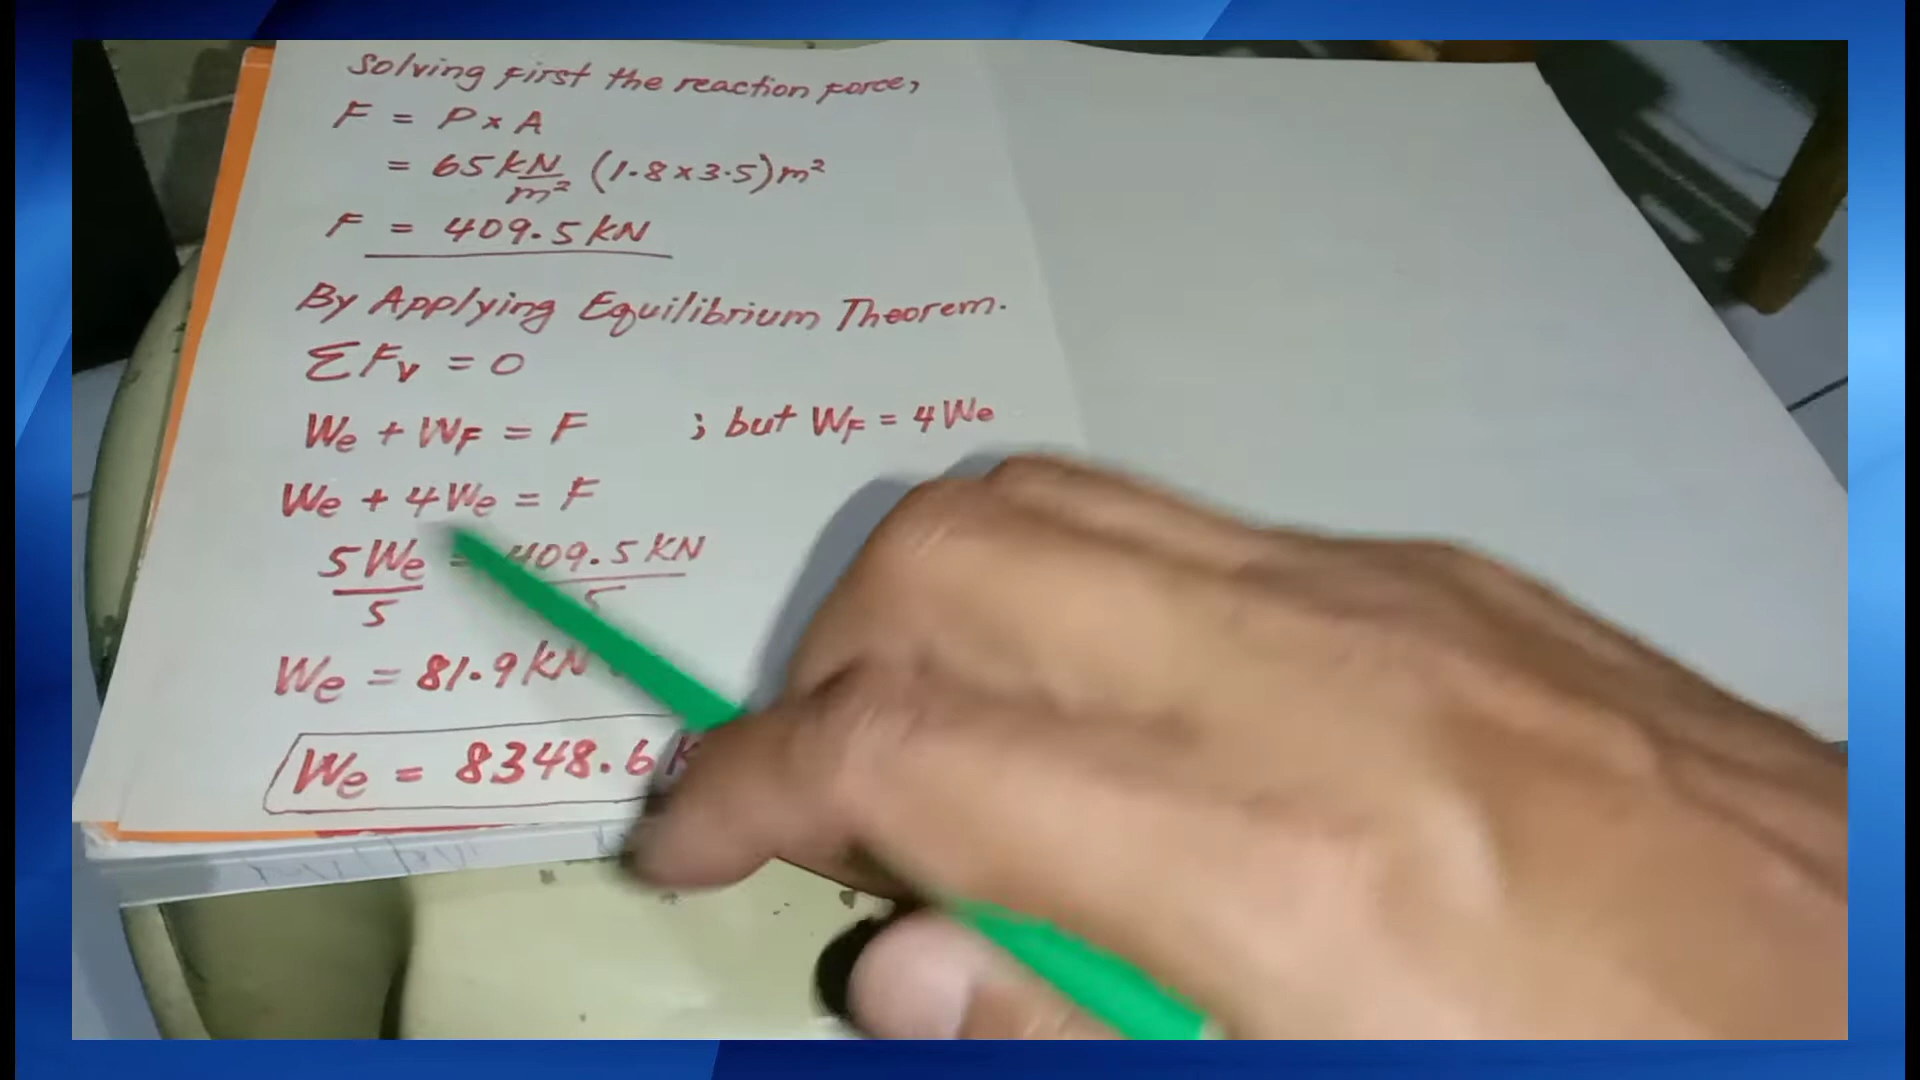 Solving first the reaction force,
F = P x A
= 65 kN/m² (1.8 x 3.5) m²
F = 409.5 kN
By Applying Equilibrium Theorem.
ΣFv = 0
We + WF = F ; but WF = 4We
We + 4We = F
5We/5 = 409.5 KN/5
We = 81.9 kN
We = 8348.6